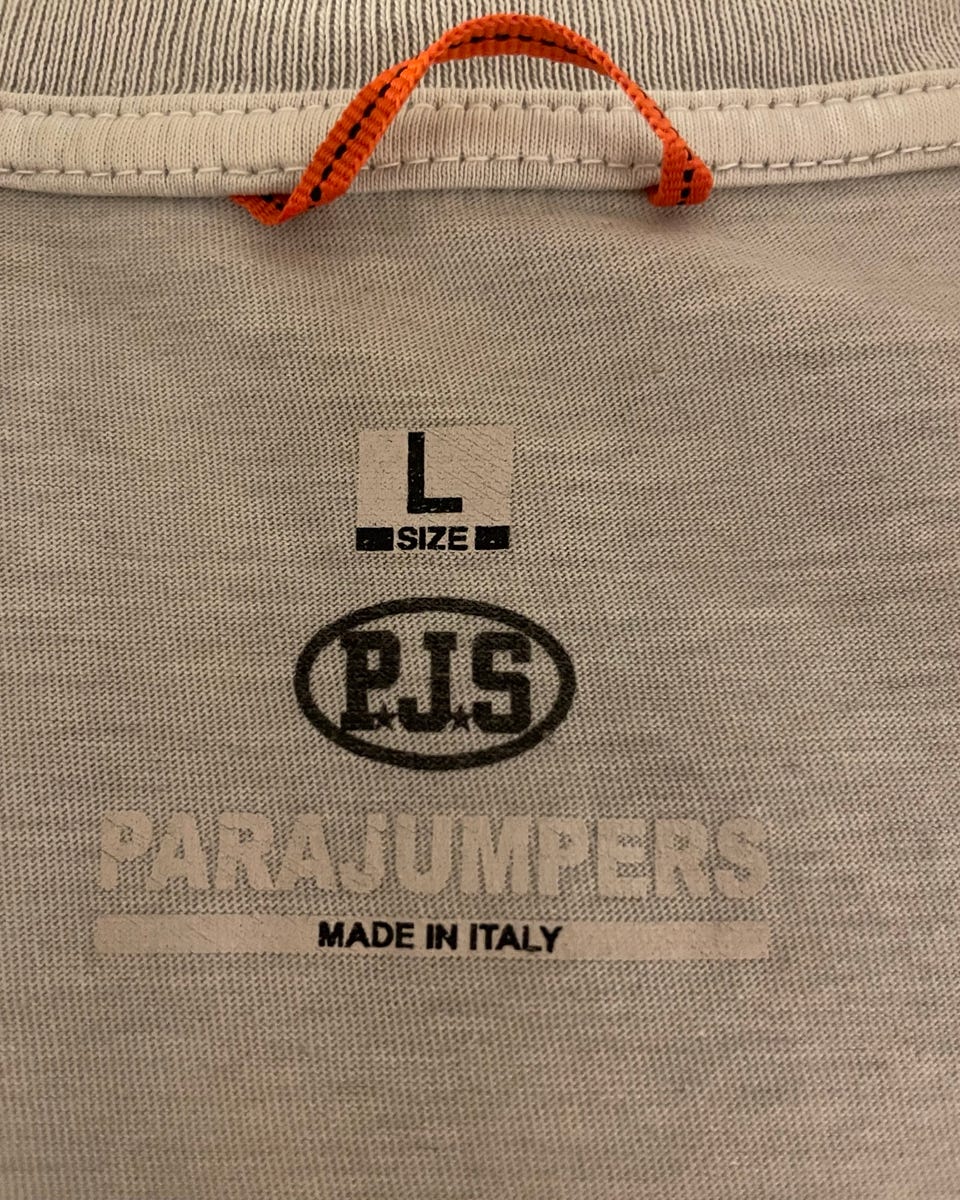 L
SIZE
P.J.S
PARAJUMPERS
MADE IN ITALY